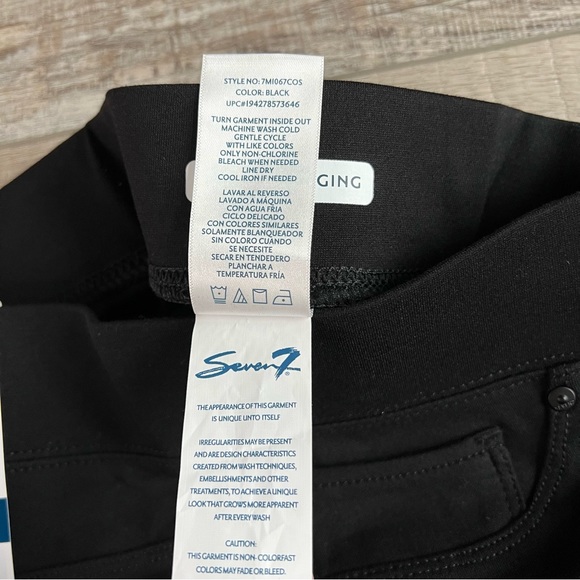 STYLE NO: 7MI067COS
COLOR: BLACK
UPC#194278573646
TURN GARMENT INSIDE OUT
MACHINE WASH COLD
GENTLE CYCLE
WITH LIKE COLORS
ONLY NON-CHLORINE
BLEACH WHEN NEEDED
LINE DRY
COOL IRON IF NEEDED
LAVAR AL REVERSO
LAVADO A MÁQUINA
CON AGUA FRIA
CICLO DELICADO
CON COLORES SIMILARES
SOLAMENTE BLANQUEADOR
SIN COLORO CUANDO
SE NECESITE
SECAR EN TENDEDERO
PLANCHAR A
TEMPERATURA FRÍA
GING
Seven7
®
THE APPEARANCE OF THIS GARMENT
IS UNIQUE UNTO ITSELF
IRREGULARITIES MAY BE PRESENT
AND ARE DESIGN CHARACTERISTICS
CREATED FROM WASH TECHNIQUES,
EMBELLISHMENTS AND OTHER
TREATMENTS, TO ACHIEVE A UNIQUE
LOOK THAT GROWS MORE APPARENT
AFTER EVERY WASH
CAUTION:
THIS GARMENT IS NON-COLORFAST
COLORS MAY FADE OR BLEED.